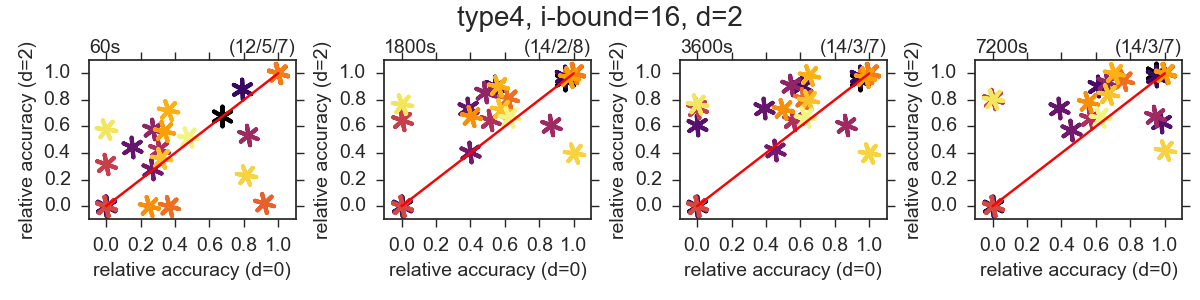 type4, i-bound=16, d=2
60s (12/5/7)
1800s (14/2/8)
3600s (14/3/7)
7200s (14/3/7)
relative accuracy (d=2)
1.0
0.8
0.6
0.4
0.2
0.0
0.0 0.2 0.4 0.6 0.8 1.0
relative accuracy (d=0)
relative accuracy (d=2)
1.0
0.8
0.6
0.4
0.2
0.0
0.0 0.2 0.4 0.6 0.8 1.0
relative accuracy (d=0)
relative accuracy (d=2)
1.0
0.8
0.6
0.4
0.2
0.0
0.0 0.2 0.4 0.6 0.8 1.0
relative accuracy (d=0)
relative accuracy (d=2)
1.0
0.8
0.6
0.4
0.2
0.0
0.0 0.2 0.4 0.6 0.8 1.0
relative accuracy (d=0)